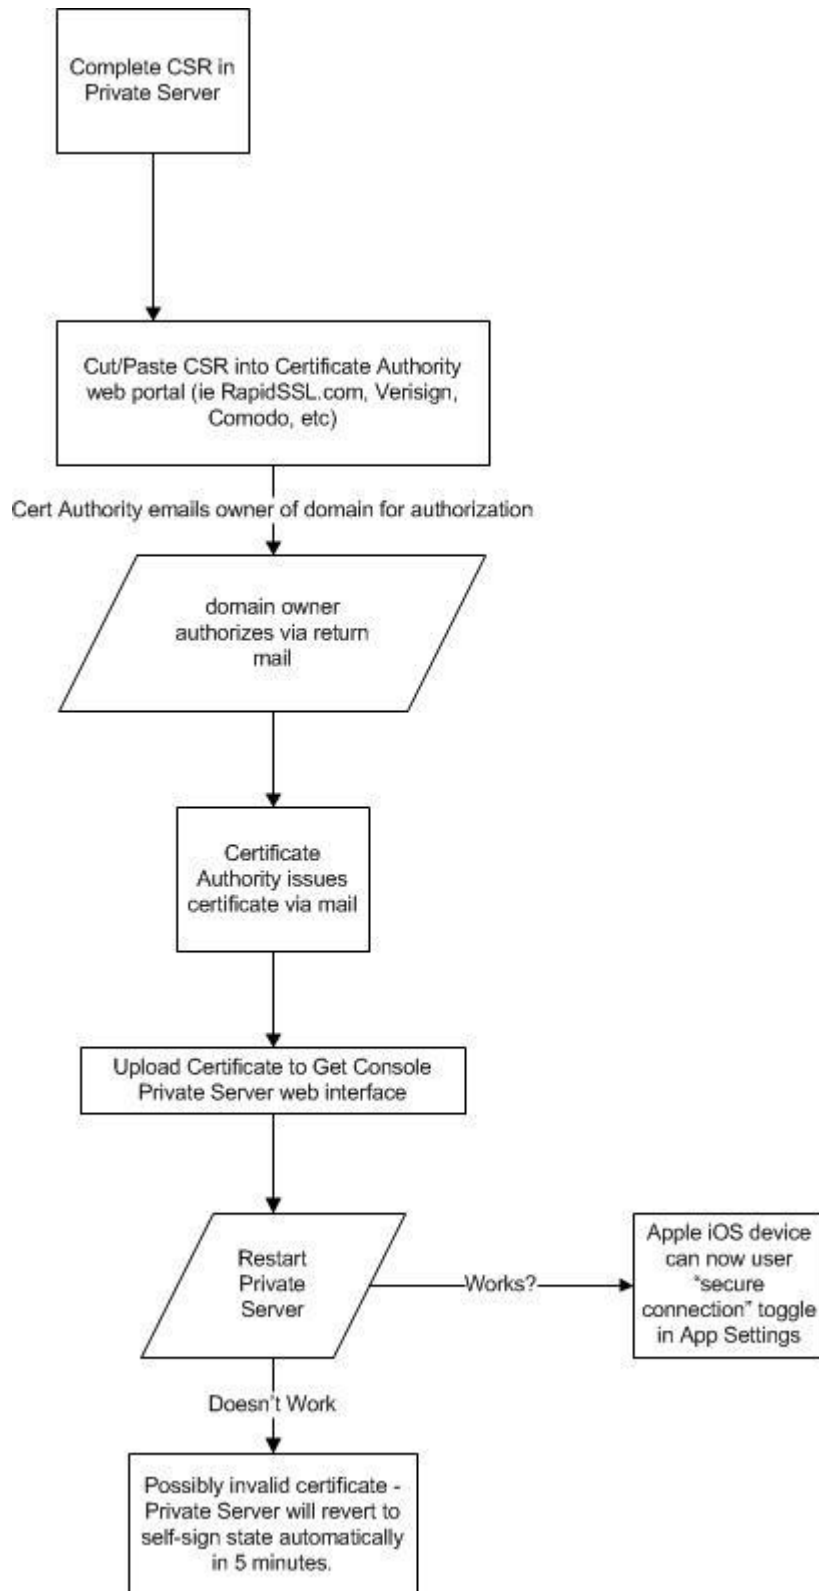 Complete CSR in
Private Server
Cut/Paste CSR into Certificate Authority
web portal (ie RapidSSL.com, Verisign,
Comodo, etc)
Cert Authority emails owner of domain for authorization
domain owner
authorizes via return
mail
Certificate
Authority issues
certificate via mail
Upload Certificate to Get Console
Private Server web interface
Restart
Private
Server
Works?
Apple iOS device
can now user
“secure
connection” toggle
in App Settings
Doesn’t Work
Possibly invalid certificate -
Private Server will revert to
self-sign state automatically
in 5 minutes.